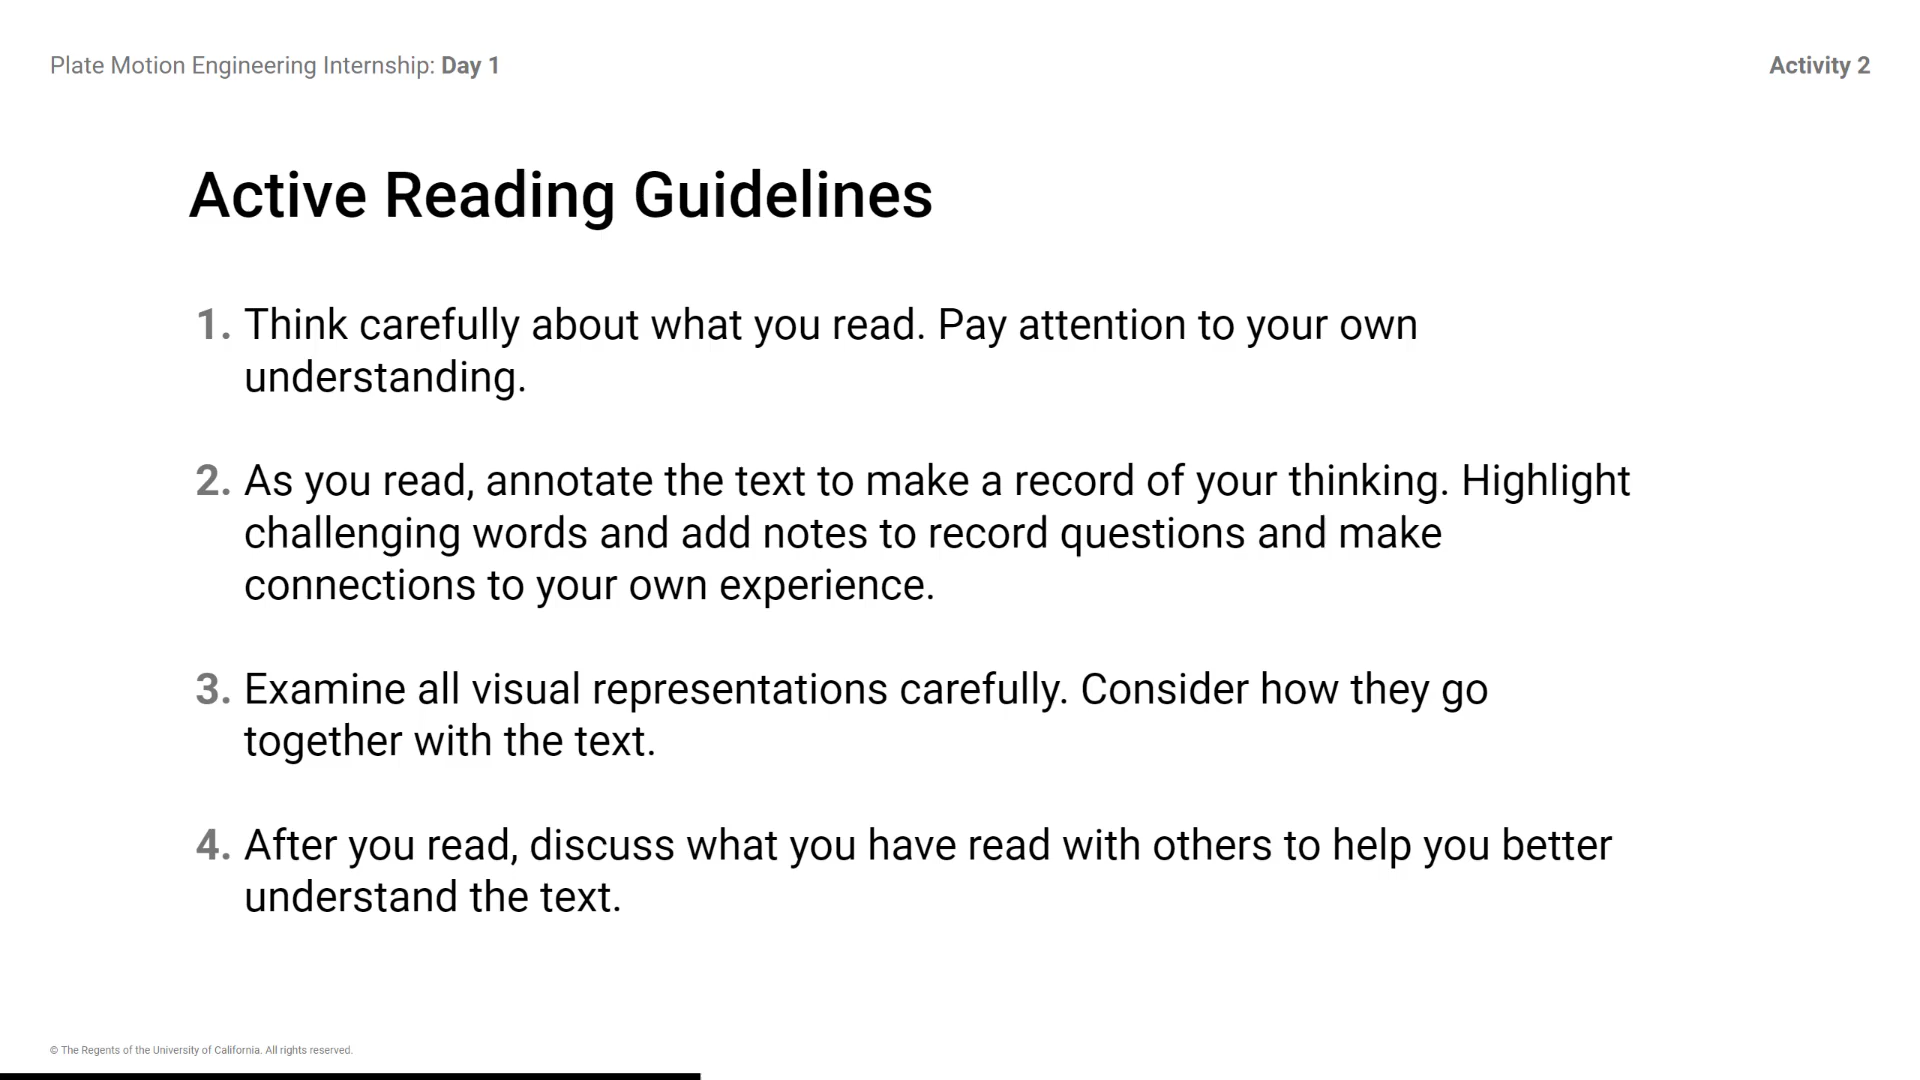 Plate Motion Engineering Internship: Day 1
Activity 2
Active Reading Guidelines
1. Think carefully about what you read. Pay attention to your own
understanding.
2. As you read, annotate the text to make a record of your thinking. Highlight
challenging words and add notes to record questions and make
connections to your own experience.
3. Examine all visual representations carefully. Consider how they go
together with the text.
4. After you read, discuss what you have read with others to help you better
understand the text.
© The Regents of the University of California. All rights reserved.